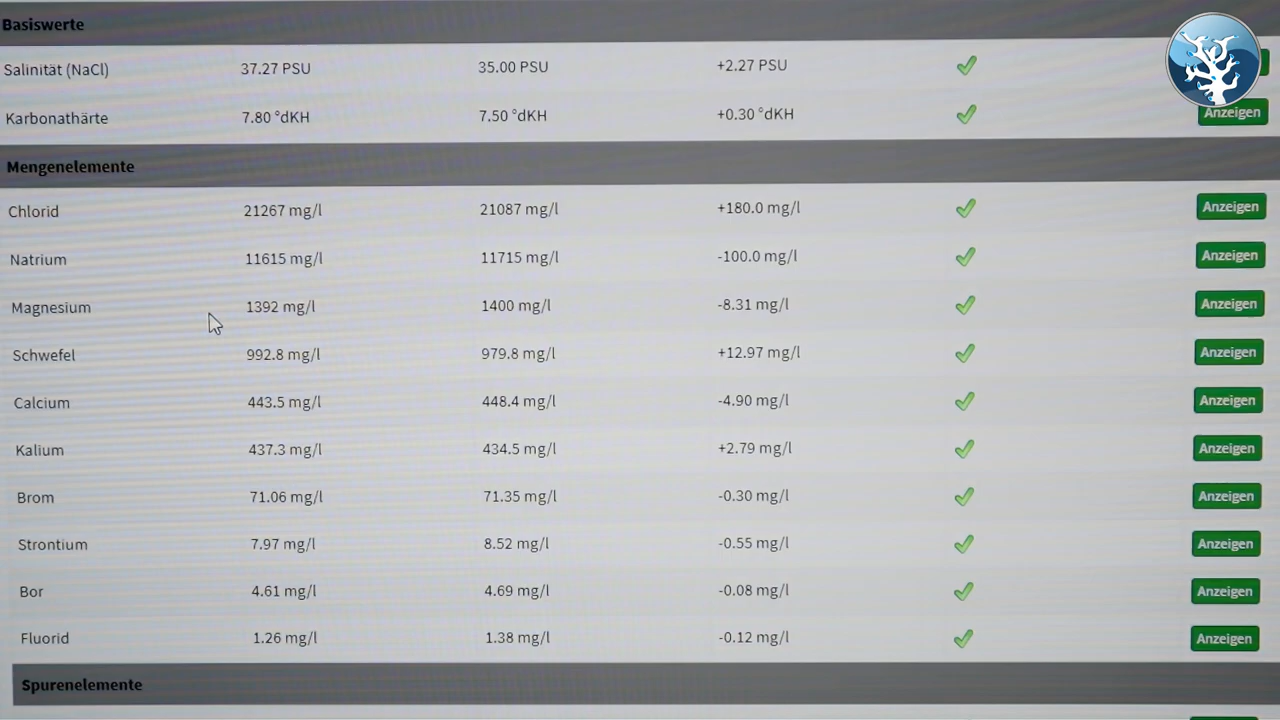 Basiswerte
Salinität (NaCl) 37.27 PSU 35.00 PSU +2.27 PSU
Karbonathärte 7.80 °dKH 7.50 °dKH +0.30 °dKH Anzeigen
Mengenelemente
Chlorid 21267 mg/l 21087 mg/l +180.0 mg/l Anzeigen
Natrium 11615 mg/l 11715 mg/l -100.0 mg/l Anzeigen
Magnesium 1392 mg/l 1400 mg/l -8.31 mg/l Anzeigen
Schwefel 992.8 mg/l 979.8 mg/l +12.97 mg/l Anzeigen
Calcium 443.5 mg/l 448.4 mg/l -4.90 mg/l Anzeigen
Kalium 437.3 mg/l 434.5 mg/l +2.79 mg/l Anzeigen
Brom 71.06 mg/l 71.35 mg/l -0.30 mg/l Anzeigen
Strontium 7.97 mg/l 8.52 mg/l -0.55 mg/l Anzeigen
Bor 4.61 mg/l 4.69 mg/l -0.08 mg/l Anzeigen
Fluorid 1.26 mg/l 1.38 mg/l -0.12 mg/l Anzeigen
Spurenelemente